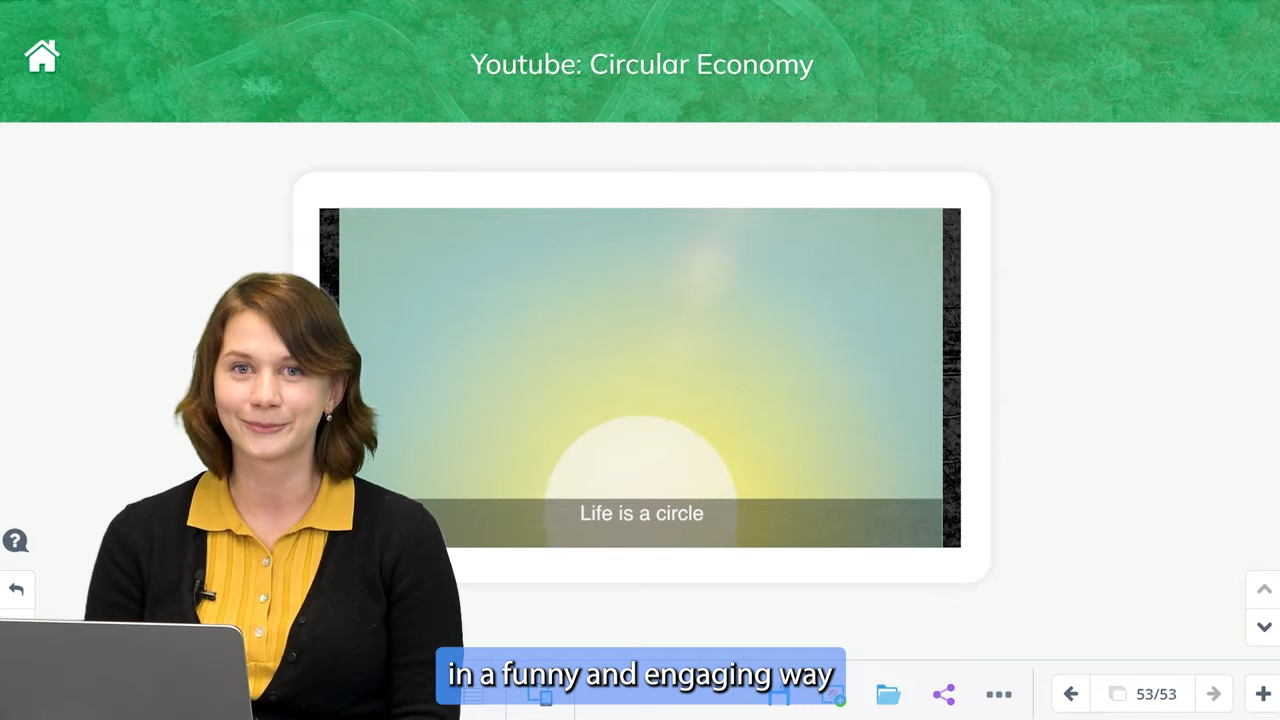 Youtube: Circular Economy
Life is a circle
in a funny and engaging way
53/53